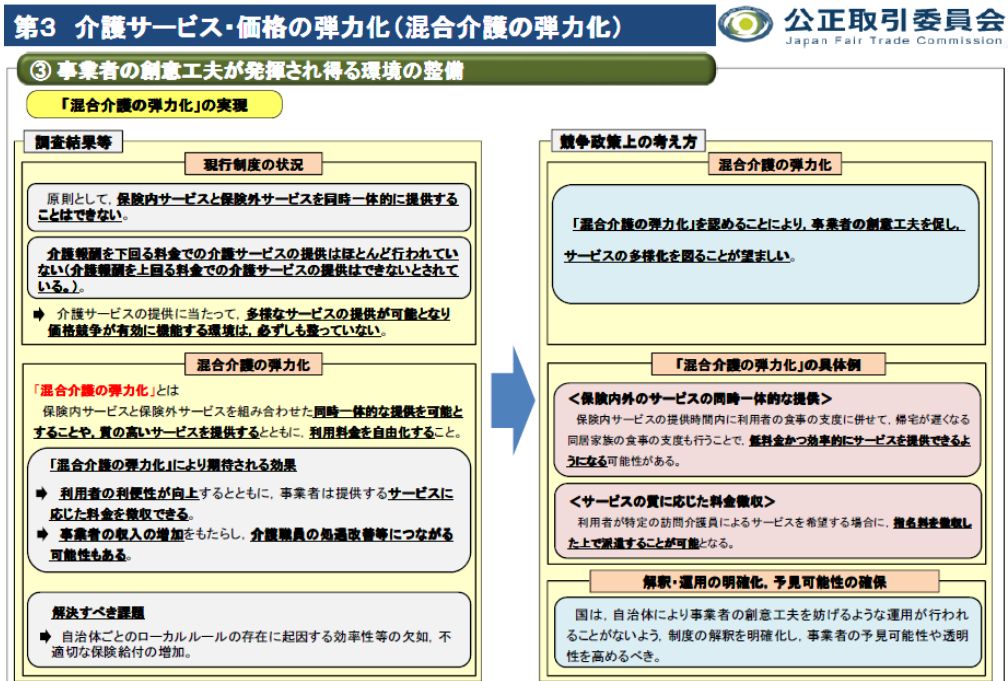 第3 介護サービス・価格の弾力化(混合介護の弾力化)
公正取引委員会
Japan Fair Trade Commission
③ 事業者の創意工夫が発揮され得る環境の整備
「混合介護の弾力化」の実現
調査結果等
現行制度の状況
原則として,保険内サービスと保険外サービスを同時一体的に提供する
ことはできない。
介護報酬を下回る料金での介護サービスの提供はほとんど行われてい
ない(介護報酬を上回る料金での介護サービスの提供はできないとされて
いる。)。
➡ 介護サービスの提供に当たって,多様なサービスの提供が可能となり
価格競争が有効に機能する環境は,必ずしも整っていない。
混合介護の弾力化
「混合介護の弾力化」とは
保険内サービスと保険外サービスを組み合わせた同時一体的な提供を可能と
することや,質の高いサービスを提供するとともに,利用料金を自由化すること。
「混合介護の弾力化」により期待される効果
➡ 利用者の利便性が向上するとともに,事業者は提供するサービスに
応じた料金を徴収できる。
➡ 事業者の収入の増加をもたらし,介護職員の処遇改善等につながる
可能性もある。
解決すべき課題
➡ 自治体ごとのローカルルールの存在に起因する効率性等の欠如,不
適切な保険給付の増加。
競争政策上の考え方
混合介護の弾力化
「混合介護の弾力化」を認めることにより,事業者の創意工夫を促し,
サービスの多様化を図ることが望ましい。
「混合介護の弾力化」の具体例
<保険内外のサービスの同時一体的な提供>
保険内サービスの提供時間内に利用者の食事の支度に併せて,帰宅が遅くなる
同居家族の食事の支度も行うことで,低料金かつ効率的にサービスを提供できるよ
うになる可能性がある。
<サービスの質に応じた料金徴収>
利用者が特定の訪問介護員によるサービスを希望する場合に,指名料を徴収し
た上で派遣することが可能となる。
解釈・運用の明確化,予見可能性の確保
国は,自治体により事業者の創意工夫を妨げるような運用が行われ
ることがないよう,制度の解釈を明確化し,事業者の予見可能性や透明
性を高めるべき。